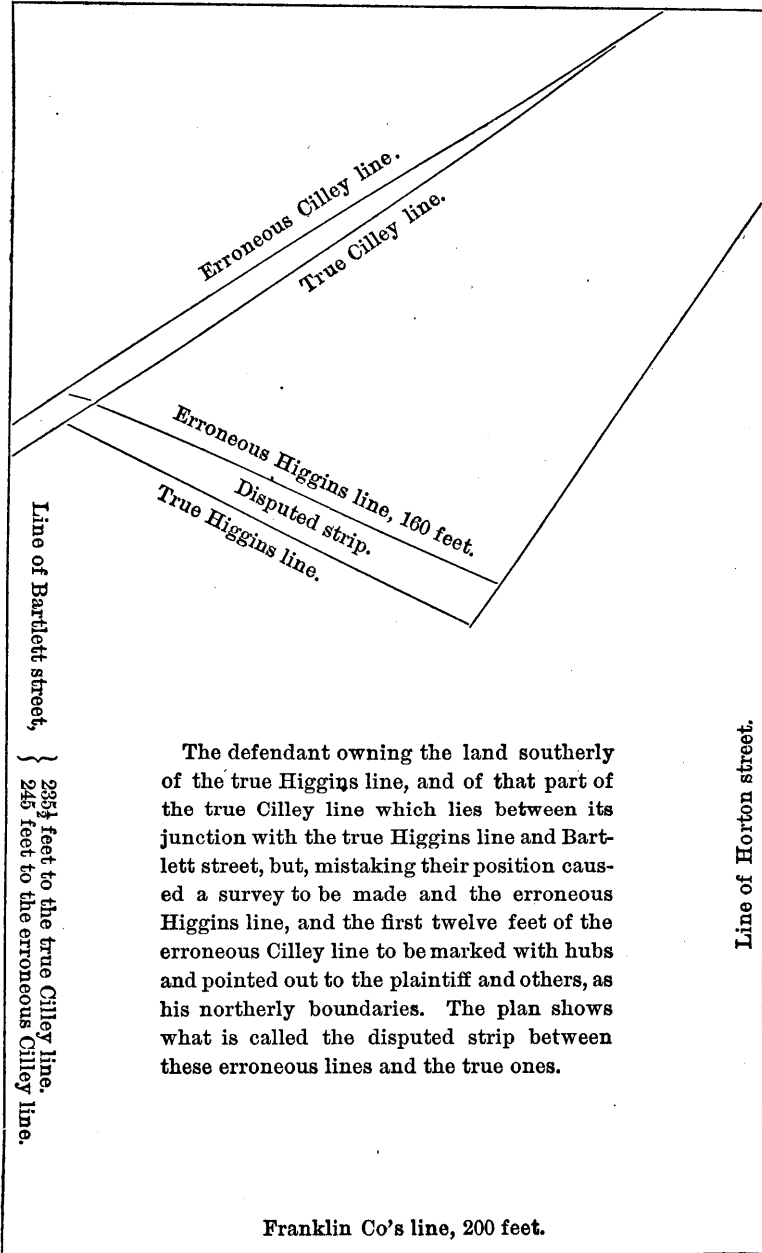 Erroneous Cilley line.
True Cilley line.
Erroneous Higgins line, 160 feet.
Disputed strip.
True Higgins line.
Line of Bartlett street,
235½ feet to the true Cilley line.
245 feet to the erroneous Cilley line.
The defendant owning the land southerly
of the true Higgins line, and of that part of
the true Cilley line which lies between its
junction with the true Higgins line and Bart-
lett street, but, mistaking their position caus-
ed a survey to be made and the erroneous
Higgins line, and the first twelve feet of the
erroneous Cilley line to be marked with hubs
and pointed out to the plaintiff and others, as
his northerly boundaries. The plan shows
what is called the disputed strip between
these erroneous lines and the true ones.
Line of Horton street.
Franklin Co's line, 200 feet.